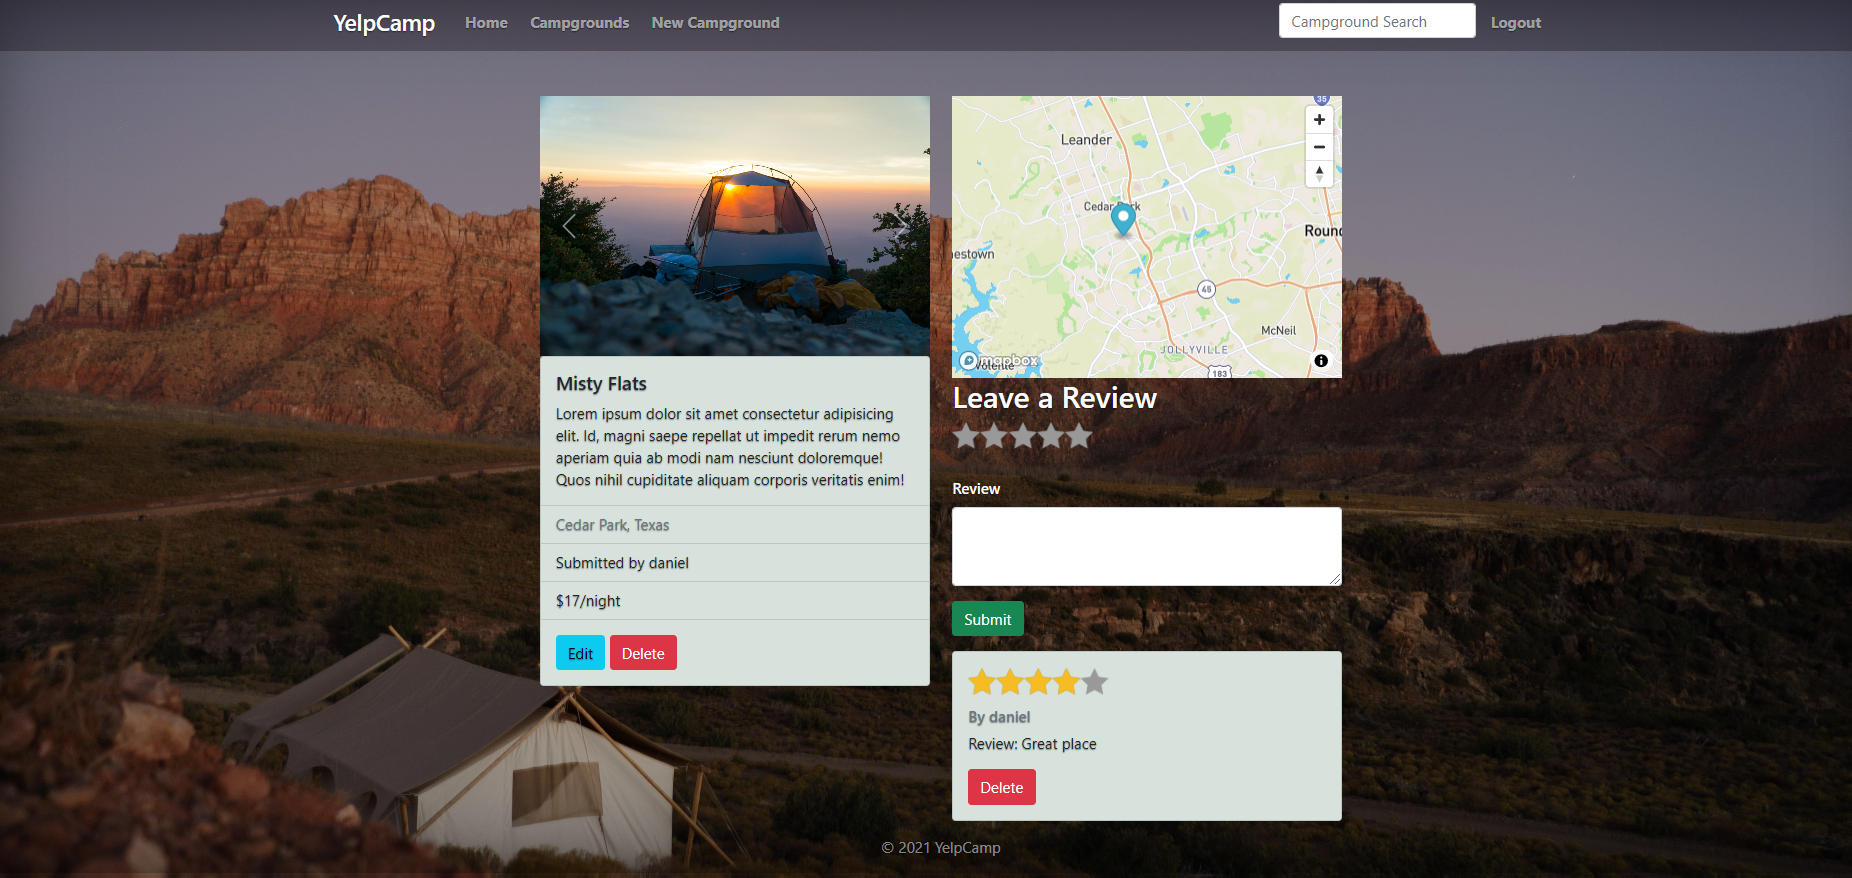 YelpCamp Home Campgrounds New Campground Campground Search Logout
Misty Flats
Lorem ipsum dolor sit amet consectetur adipisicing
elit. Id, magni saepe repellat ut impedit rerum nemo
aperiam quia ab modi nam nesciunt doloremque!
Quos nihil cupiditate aliquam corporis veritatis enim!
Cedar Park, Texas
Submitted by daniel
$17/night
Edit Delete
35
Leander
Cedar Park
Round
nestown
45
McNeil
JOLLYVILLE
mapbox
Volente
183
Leave a Review
Review
Submit
By daniel
Review: Great place
Delete
© 2021 YelpCamp